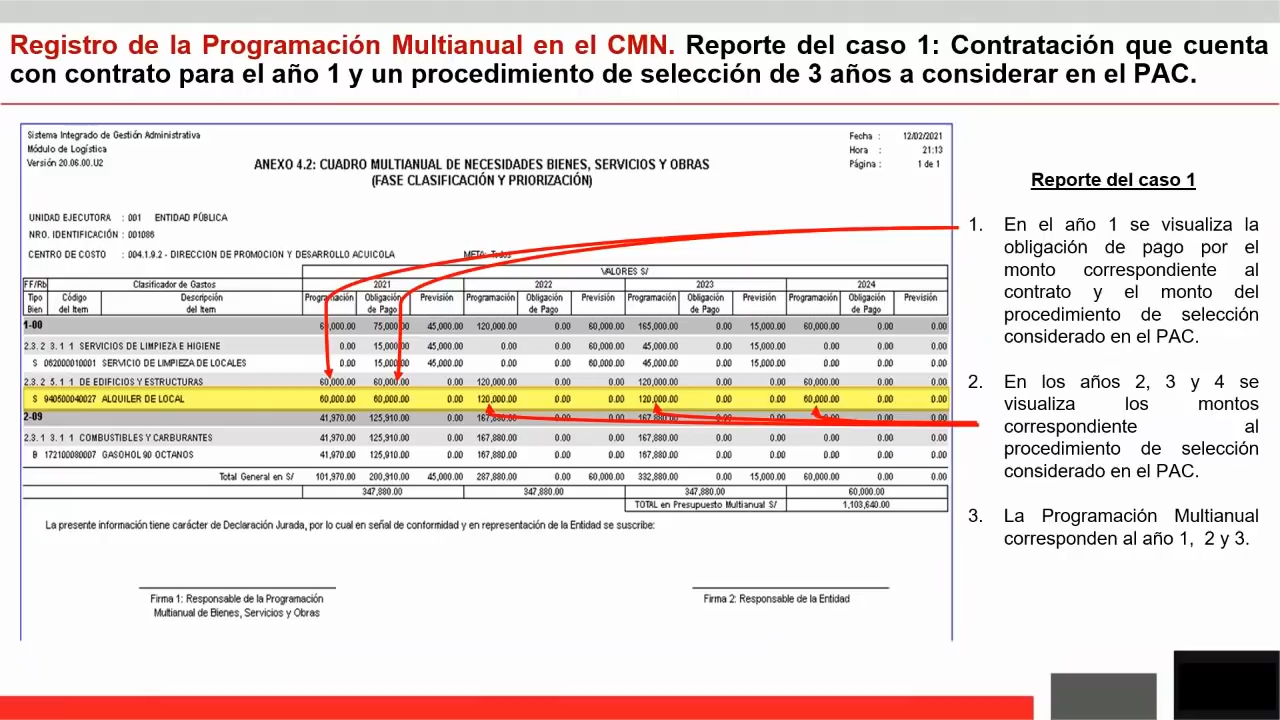 Registro de la Programación Multianual en el CMN. Reporte del caso 1: Contratación que cuenta
con contrato para el año 1 y un procedimiento de selección de 3 años a considerar en el PAC.
Sistema Integrado de Gestión Administrativa
Módulo de Logística
Versión 20.06.00.U2
Fecha : 12/02/2021
Hora : 21:13
Página : 1 de 1
ANEXO 4.2: CUADRO MULTIANUAL DE NECESIDADES BIENES, SERVICIOS Y OBRAS
(FASE CLASIFICACIÓN Y PRIORIZACIÓN)
UNIDAD EJECUTORA : 001 ENTIDAD PÚBLICA
NRO. IDENTIFICACIÓN : 001086
CENTRO DE COSTO : 004.1.9.2 - DIRECCION DE PROMOCION Y DESARROLLO ACUICOLA META: Todos
VALORES S/
FF/Rb Clasificador de Gastos 2021 2022 2023 2024
Tipo Bien Código del Item Descripción del Item Programación Obligación de Pago Previsión Programación Obligación de Pago Previsión Programación Obligación de Pago Previsión Programación Obligación de Pago Previsión
1-00 60,000.00 75,000.00 45,000.00 120,000.00 0.00 60,000.00 165,000.00 0.00 15,000.00 60,000.00 0.00 0.00
2.3. 2 3. 1 1 SERVICIOS DE LIMPIEZA E HIGIENE 0.00 15,000.00 45,000.00 0.00 0.00 60,000.00 45,000.00 0.00 15,000.00 0.00 0.00 0.00
S 062000010001 SERVICIO DE LIMPIEZA DE LOCALES 0.00 15,000.00 45,000.00 0.00 0.00 60,000.00 45,000.00 0.00 15,000.00 0.00 0.00 0.00
2.3. 2 5. 1 1 DE EDIFICIOS Y ESTRUCTURAS 60,000.00 60,000.00 0.00 120,000.00 0.00 0.00 120,000.00 0.00 0.00 60,000.00 0.00 0.00
S 940500040027 ALQUILER DE LOCAL 60,000.00 60,000.00 0.00 120,000.00 0.00 0.00 120,000.00 0.00 0.00 60,000.00 0.00 0.00
2-09 41,970.00 125,910.00 0.00 167,880.00 0.00 0.00 167,880.00 0.00 0.00 0.00 0.00 0.00
2.3. 1 3. 1 1 COMBUSTIBLES Y CARBURANTES 41,970.00 125,910.00 0.00 167,880.00 0.00 0.00 167,880.00 0.00 0.00 0.00 0.00 0.00
B 172100080007 GASOHOL 90 OCTANOS 41,970.00 125,910.00 0.00 167,880.00 0.00 0.00 167,880.00 0.00 0.00 0.00 0.00 0.00
Total General en S/ 101,970.00 200,910.00 45,000.00 287,880.00 0.00 60,000.00 332,880.00 0.00 15,000.00 60,000.00 0.00 0.00
347,880.00 347,880.00 347,880.00 60,000.00
TOTAL en Presupuesto Multianual S/ 1,103,640.00
La presente información tiene carácter de Declaración Jurada, por lo cual en señal de conformidad y en representación de la Entidad se suscribe:
Firma 1: Responsable de la Programación
Multianual de Bienes, Servicios y Obras
Firma 2: Responsable de la Entidad
Reporte del caso 1
1. En el año 1 se visualiza la
obligación de pago por el
monto correspondiente al
contrato y el monto del
procedimiento de selección
considerado en el PAC.
2. En los años 2, 3 y 4 se
visualiza los montos
correspondiente al
procedimiento de selección
considerado en el PAC.
3. La Programación Multianual
corresponden al año 1, 2 y 3.